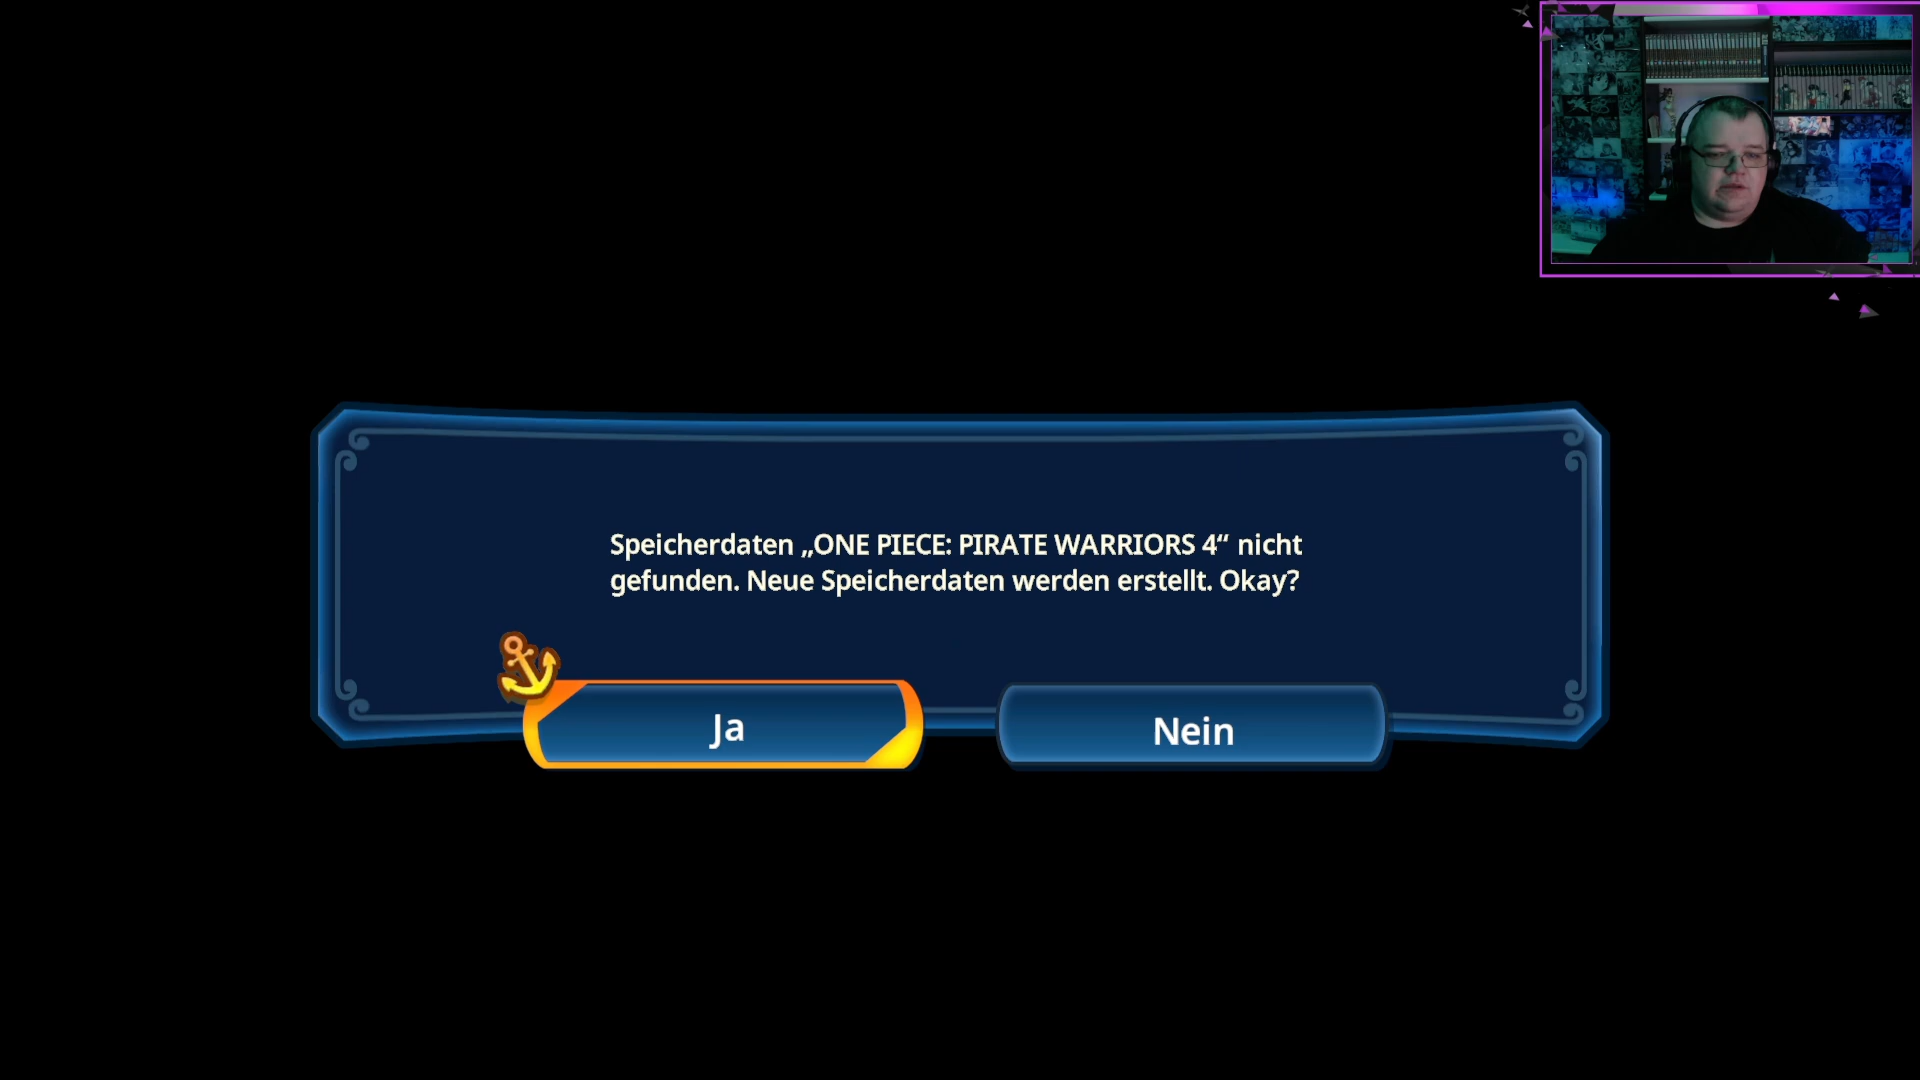 Speicherdaten „ONE PIECE: PIRATE WARRIORS 4“ nicht
gefunden. Neue Speicherdaten werden erstellt. Okay?
Ja
Nein